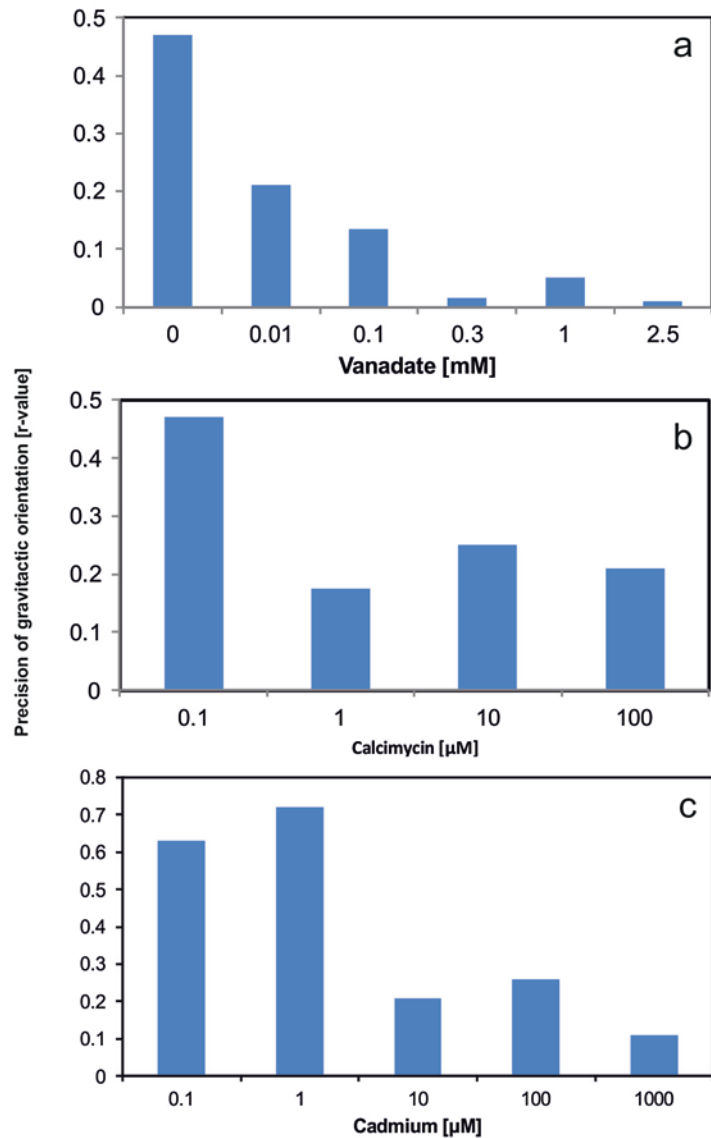 Precision of gravitactic orientation [r-value]
a
0.5
0.4
0.3
0.2
0.1
0
0 0.01 0.1 0.3 1 2.5
Vanadate [mM]
b
0.5
0.4
0.3
0.2
0.1
0
0.1 1 10 100
Calcimycin [µM]
c
0.8
0.7
0.6
0.5
0.4
0.3
0.2
0.1
0
0.1 1 10 100 1000
Cadmium [µM]